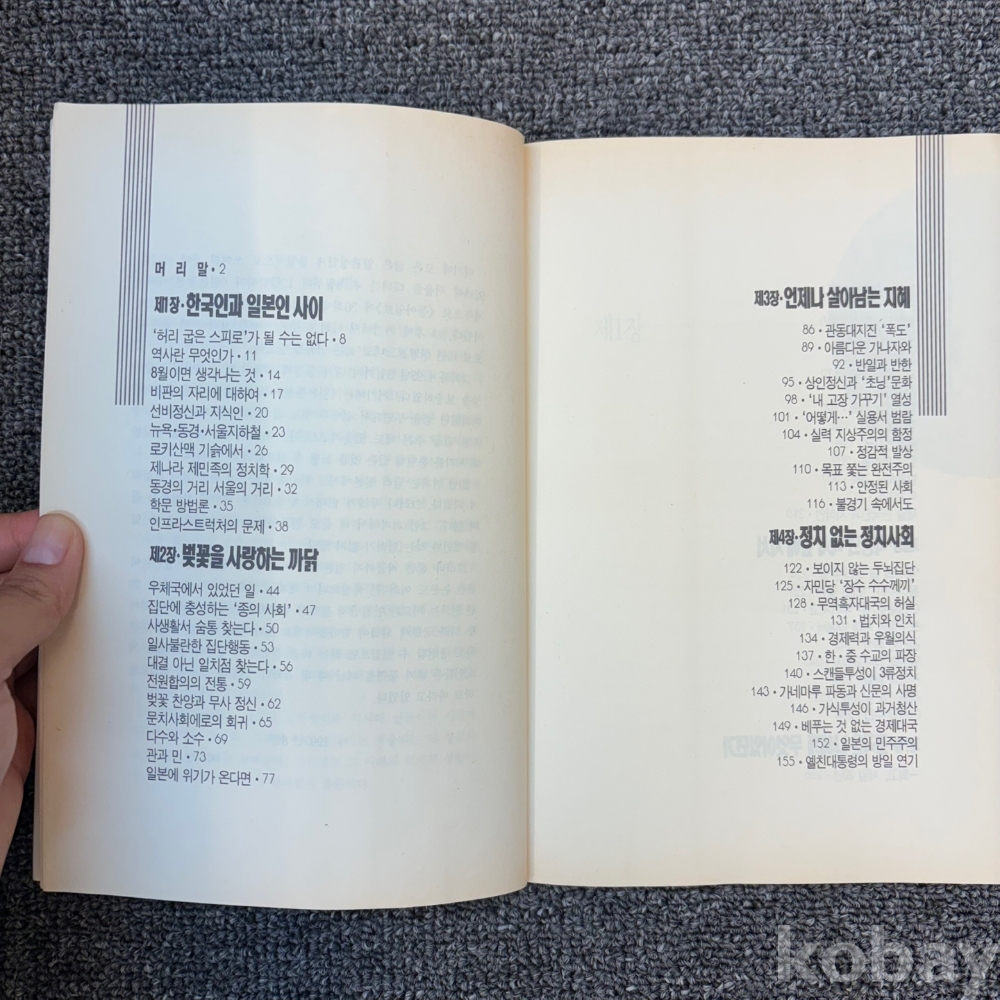 머 리 말 • 2
제1장 · 한국인과 일본인 사이
‘허리 굽은 스피로’가 될 수는 없다 • 8
역사란 무엇인가 • 11
8월이면 생각나는 것 • 14
비판의 자리에 대하여 • 17
선비정신과 지식인 • 20
뉴욕·동경·서울지하철 • 23
로키산맥 기슭에서 • 26
제나라 제민족의 정치학 • 29
동경의 거리 서울의 거리 • 32
학문 방법론 • 35
인프라스트럭처의 문제 • 38
제2장 · 벚꽃을 사랑하는 까닭
우체국에서 있었던 일 • 44
집단에 충성하는 ‘종의 사회’ • 47
사생활서 숨통 찾는다 • 50
일사불란한 집단행동 • 53
대결 아닌 일치점 찾는다 • 56
전원합의의 전통 • 59
벚꽃 찬양과 무사 정신 • 62
문치사회에로의 회귀 • 65
다수와 소수 • 69
관과 민 • 73
일본에 위기가 온다면 • 77
제3장 · 언제나 살아남는 지혜
86 • 관동대지진 ‘폭도’
89 • 아름다운 가나자와
92 • 반일과 반한
95 • 상인정신과 ‘초닝’문화
98 • ‘내 고장 가꾸기’ 열성
101 • ‘어떻게…’ 실용서 범람
104 • 실력 지상주의의 함정
107 • 정감적 발상
110 • 목표 쫓는 완전주의
113 • 안정된 사회
116 • 불경기 속에서도
제4장 · 정치 없는 정치사회
122 • 보이지 않는 두뇌집단
125 • 자민당 ‘장수 수수께끼’
128 • 무역흑자대국의 허실
131 • 법치와 인치
134 • 경제력과 우월의식
137 • 한·중 수교의 파장
140 • 스캔들투성이 3류정치
143 • 가네마루 파동과 신문의 사명
146 • 가식투성이 과거청산
149 • 베푸는 것 없는 경제대국
152 • 일본의 민주주의
155 • 옐친대통령의 방일 연기
kobay